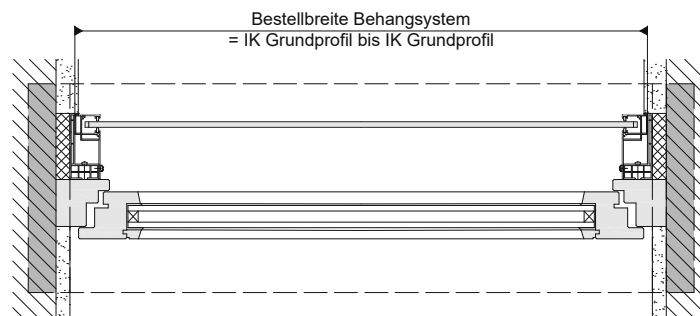 Bestellbreite Behangsystem
= IK Grundprofil bis IK Grundprofil